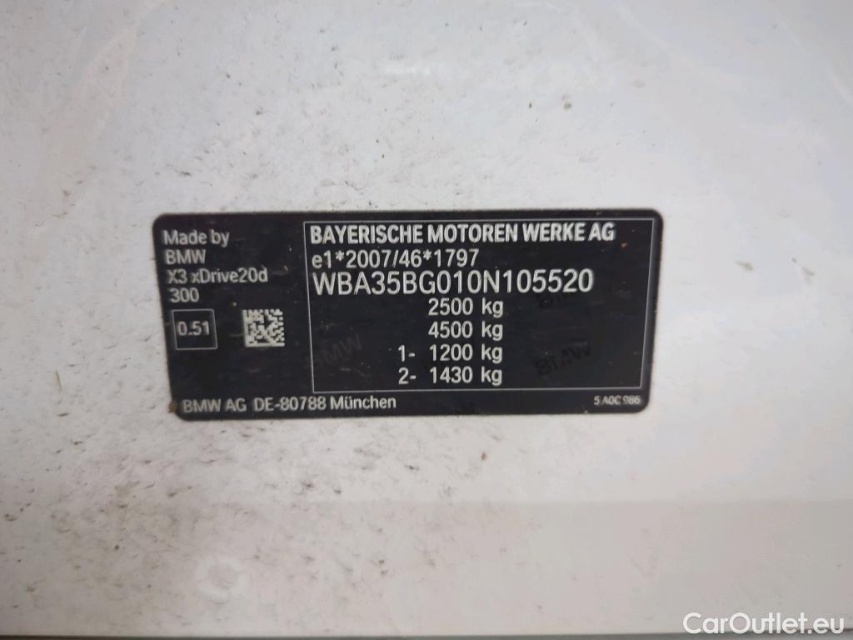 Made by
BMW
X3 xDrive20d
300
0.51
BAYERISCHE MOTOREN WERKE AG
e1*2007/46*1797
WBA35BG010N105520
2500 kg
4500 kg
1- 1200 kg
2- 1430 kg
BMW AG DE-80788 München
5 A0C 986
CarOutlet.eu